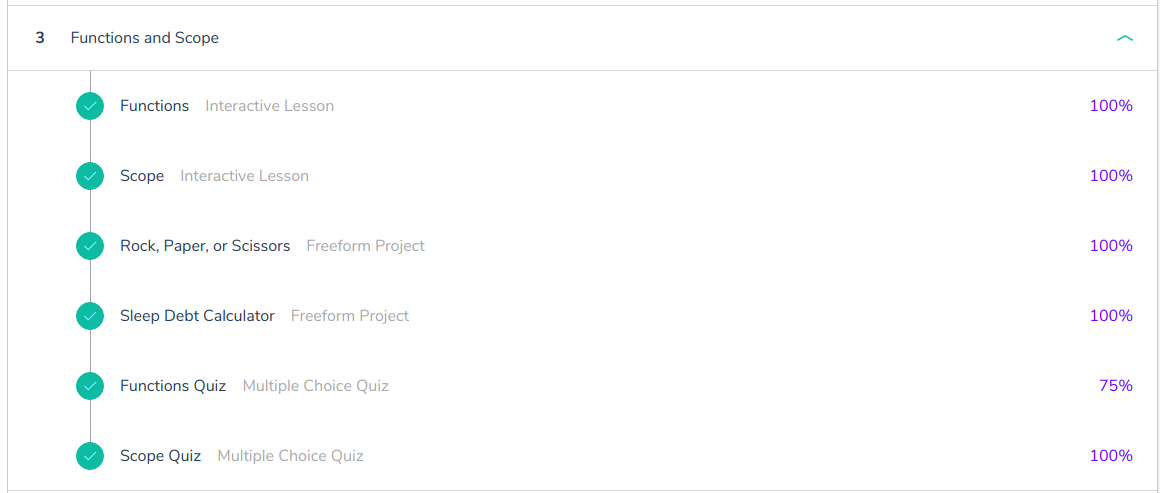 3 Functions and Scope
Functions Interactive Lesson 100%
Scope Interactive Lesson 100%
Rock, Paper, or Scissors Freeform Project 100%
Sleep Debt Calculator Freeform Project 100%
Functions Quiz Multiple Choice Quiz 75%
Scope Quiz Multiple Choice Quiz 100%